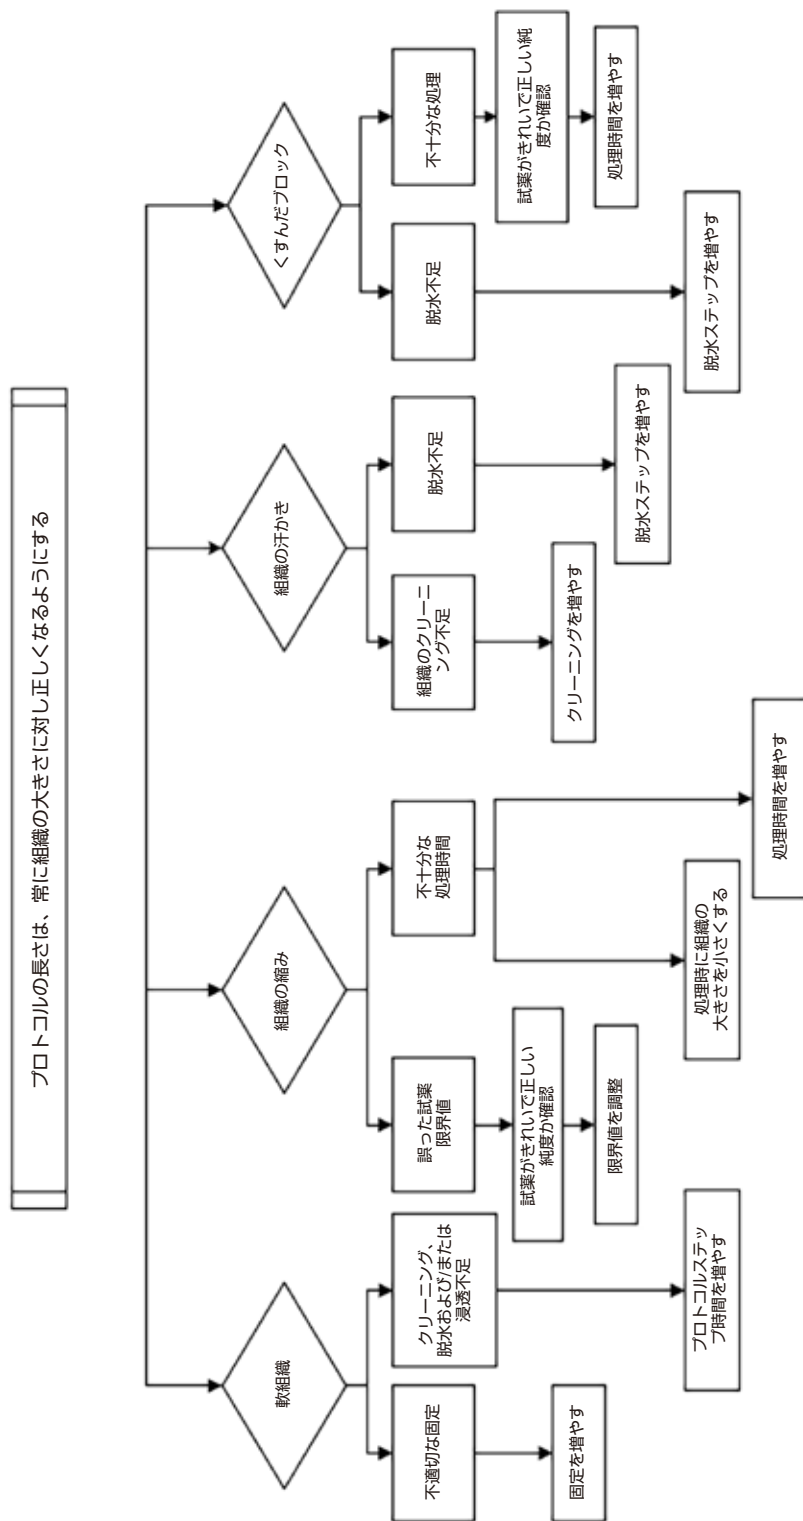 プロトコルの長さは、常に組織の大きさに対し正しくなるようにする
軟組織
組織の縮み
組織の汗かき
くすんだブロック
不適切な固定
クリーニング、
脱水および/または
浸透不足
誤った試薬
限界値
不十分な
処理時間
組織のクリーニ
ング不足
脱水不足
脱水不足
不十分な処理
固定を増やす
プロトコルステッ
プ時間を増やす
試薬がきれいで正しい
純度か確認
限界値を調整
処理時に組織の
大きさを小さくする
処理時間を増やす
クリーニングを増やす
脱水ステップを増やす
脱水ステップを増やす
試薬がきれいで正しい純
度か確認
処理時間を増やす